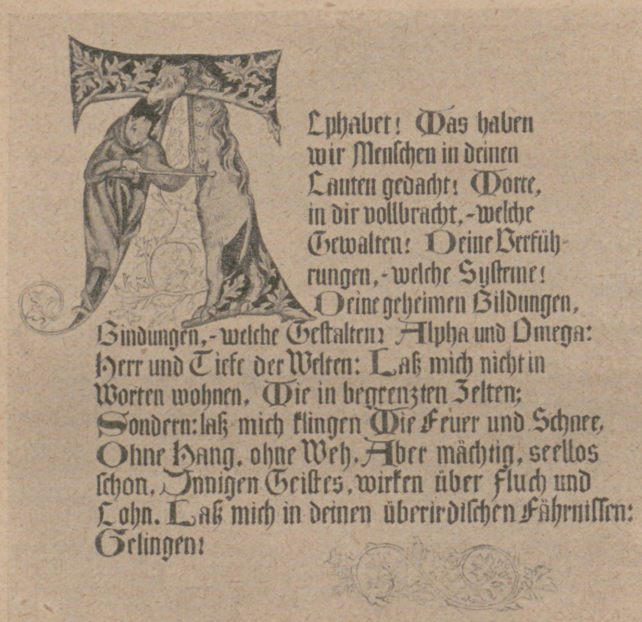 Alphabet! Was haben
wir Menschen in deinen
Lauten gedacht! Worte,
in dir vollbracht,-welche
Gewalten! Deine Verfüh-
rungen,-welche Systeme!
Deine geheimen Bildungen,
Bindungen,-welche Gestalten! Alpha und Omega:
Herr und Tiefe der Welten: Laß mich nicht in
Worten wohnen, Wie in begrenzten Zelten;
Sondern: laß mich klingen Wie Feuer und Schnee,
Ohne Hang, ohne Weh, Aber mächtig, seellos
schon, Innigen Geistes, wirken über Fluch und
Lohn. Laß mich in deinen überirdischen Fährnissen:
Gelingen!